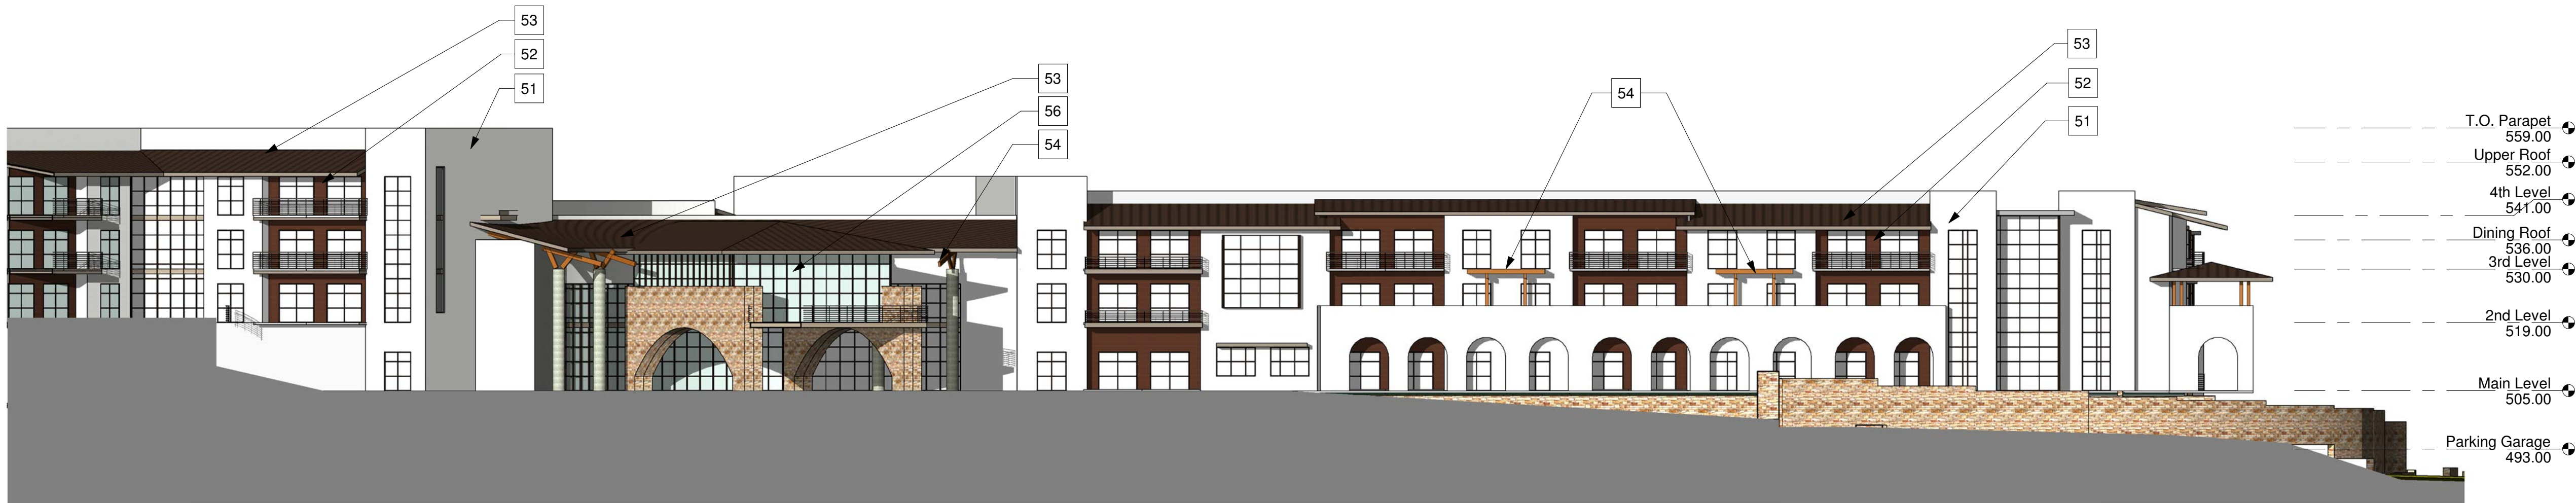 53
52
51
53
56
54
54
53
52
51
T.O. Parapet
559.00
Upper Roof
552.00
4th Level
541.00
Dining Roof
536.00
3rd Level
530.00
2nd Level
519.00
Main Level
505.00
Parking Garage
493.00